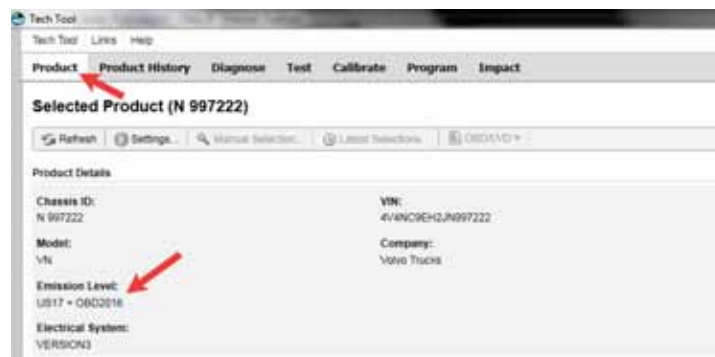 Tech Tool
Tech Tool Links Help
Product Product History Diagnose Test Calibrate Program Impact
Selected Product (N 997222)
Refresh Settings... Manual Selection... Latest Selections OBD/LVD
Product Details
Chassis ID: VIN:
N 997222 4V4NC9EH2JN997222
Model: Company:
VN Volvo Trucks
Emission Level:
US17 + OBD2016
Electrical System:
VERSION3